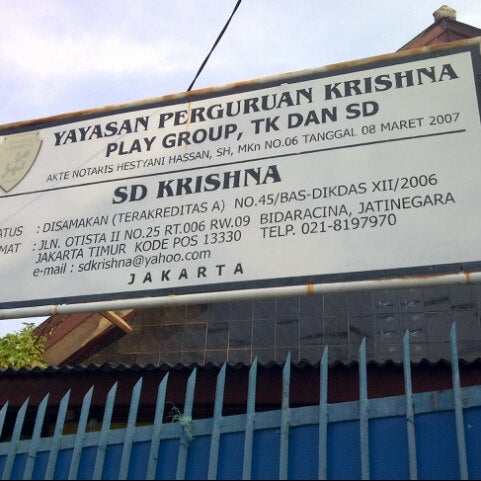 YAYASAN PERGURUAN KRISHNA
PLAY GROUP, TK DAN SD
AKTE NOTARIS HESTYANI HASSAN, SH, MKn NO.06 TANGGAL 08 MARET 2007
SD KRISHNA
ATUS : DISAMAKAN (TERAKREDITAS A) NO.45/BAS-DIKDAS XII/2006
MAT : JLN. OTISTA II NO.25 RT.006 RW.09 BIDARACINA, JATINEGARA
JAKARTA TIMUR KODE POS 13330 TELP. 021-8197970
e-mail : sdkrishna@yahoo.com
JAKARTA